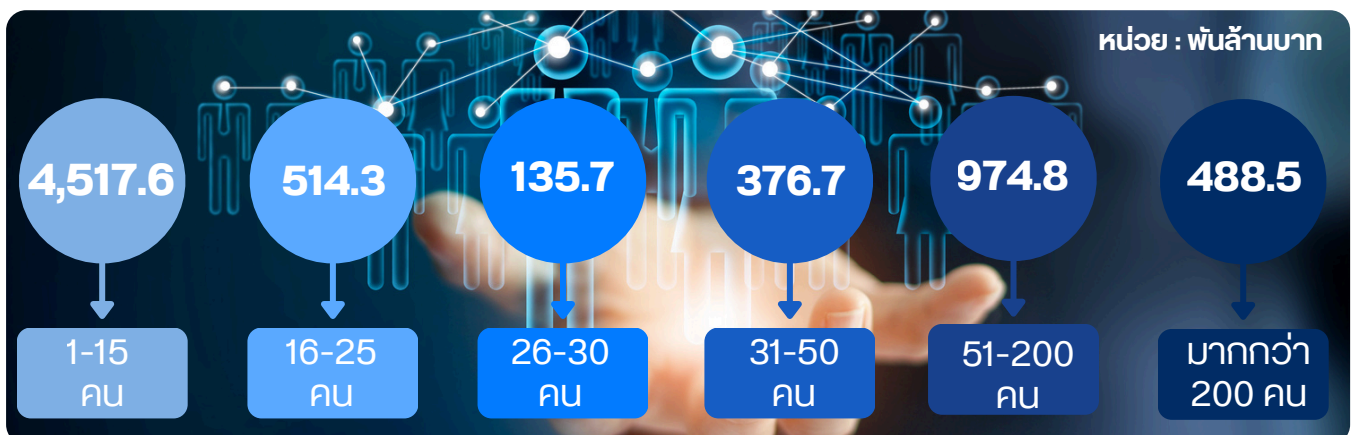 หน่วย : พันล้านบาท
4,517.6
514.3
135.7
376.7
974.8
488.5
1-15
คน
16-25
คน
26-30
คน
31-50
คน
51-200
คน
มากกว่า
200 คน